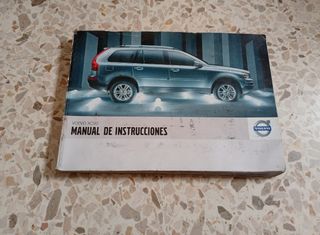 VOLVO XC90
MANUAL DE INSTRUCCIONES
VOLVO